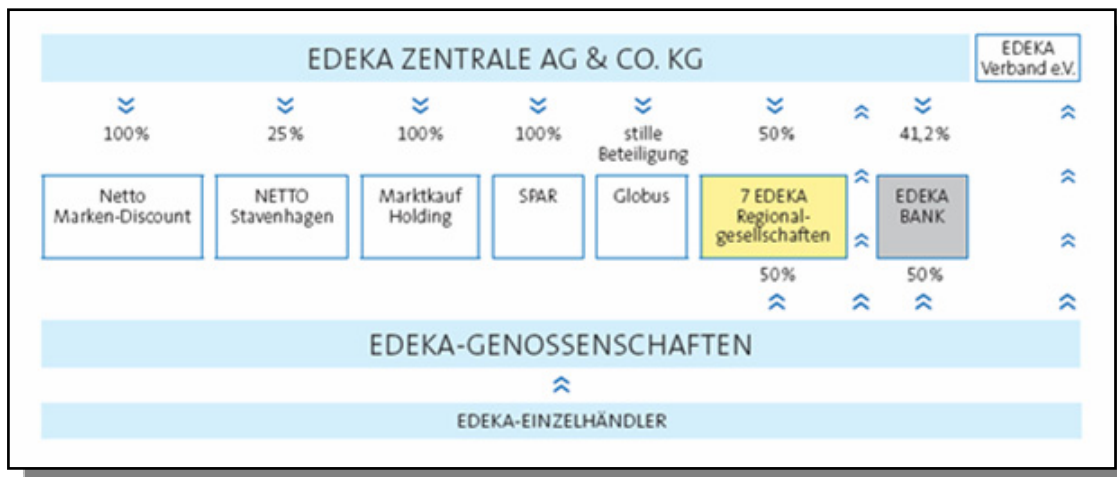 EDEKA ZENTRALE AG & CO. KG
EDEKA
Verband e.V.
100%
25%
100%
100%
stille
Beteiligung
50%
41,2%
Netto
Marken-Discount
NETTO
Stavenhagen
Marktkauf
Holding
SPAR
Globus
7 EDEKA
Regional-
gesellschaften
EDEKA
BANK
50%
50%
EDEKA-GENOSSENSCHAFTEN
EDEKA-EINZELHÄNDLER